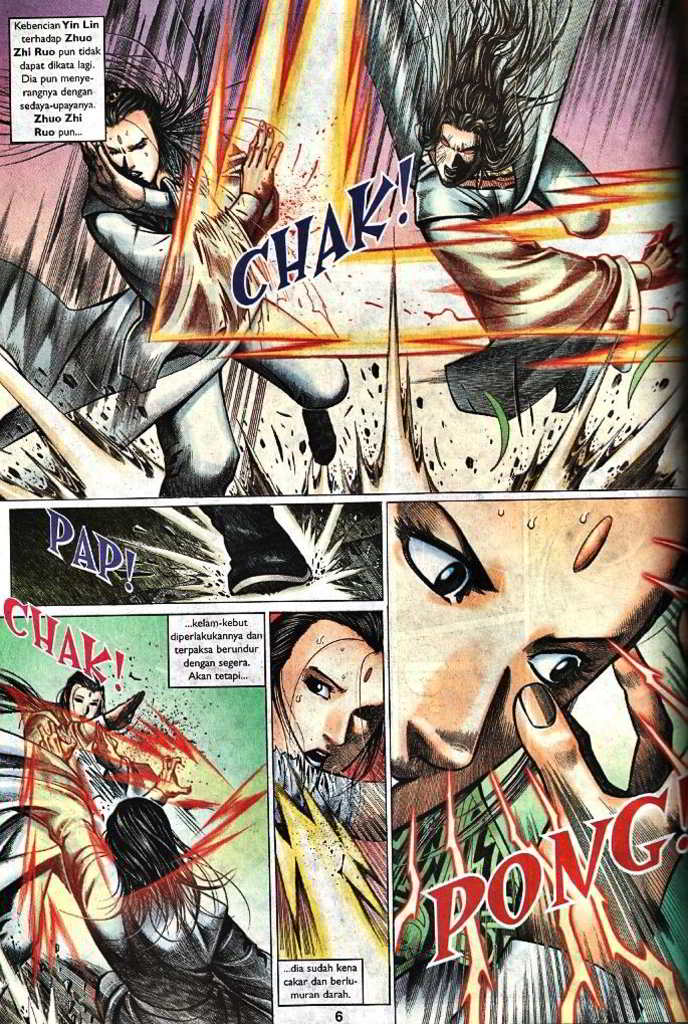 Kebencian Yin Lin
terhadap Zhuo
Zhi Ruo pun tidak
dapat dikata lagi.
Dia pun menye-
rangnya dengan
sedaya-upayanya.
Zhuo Zhi
Ruo pun...
CHAK!
PAP!
CHAK!
...kelam-kebut
diperlakukannya dan
terpaksa berundur
dengan segera.
Akan tetapi...
PONG!
...dia sudah kena
cakar dan berlu-
muran darah.
6